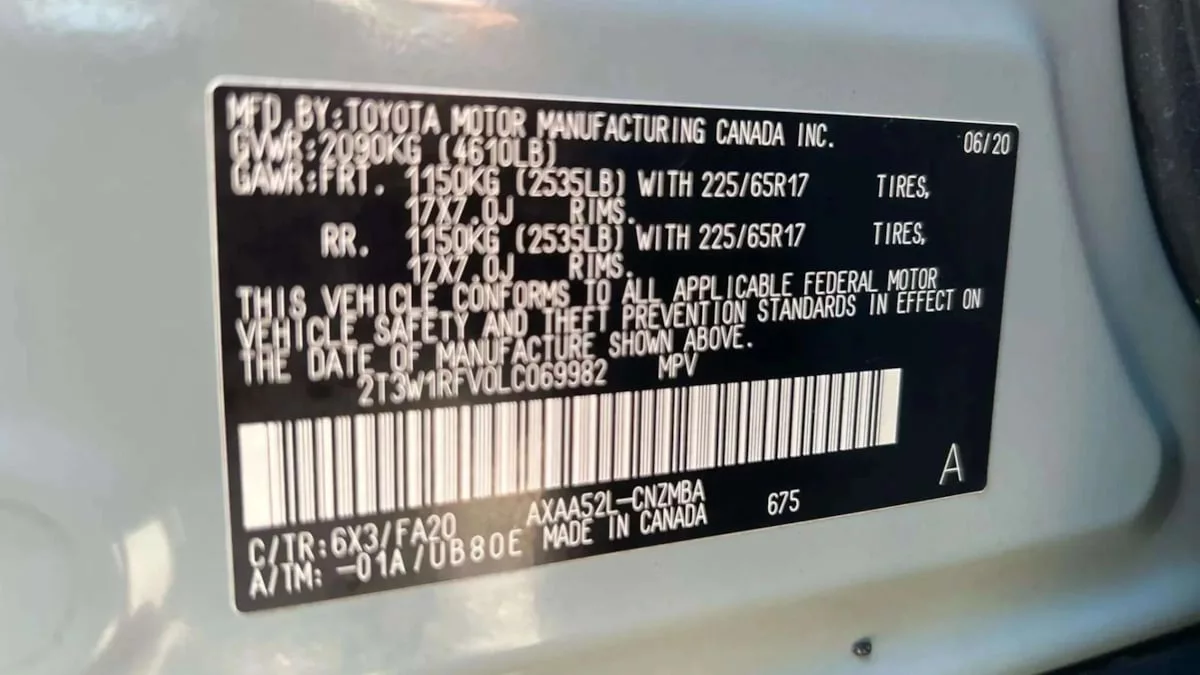 MFD.BY:TOYOTA MOTOR MANUFACTURING CANADA INC. 06/20
GVWR:2090KG (4610LB)
GAWR:FRT. 1150KG (2535LB) WITH 225/65R17 TIRES,
17X7.0J RIMS.
RR. 1150KG (2535LB) WITH 225/65R17 TIRES,
17X7.0J RIMS.
THIS VEHICLE CONFORMS TO ALL APPLICABLE FEDERAL MOTOR
VEHICLE SAFETY AND THEFT PREVENTION STANDARDS IN EFFECT ON
THE DATE OF MANUFACTURE SHOWN ABOVE.
2T3W1RFV0LC069982 MPV
A
C/TR:6X3/FA20 AXAA52L-CNZMBA 675
A/TM: -01A/UB80E MADE IN CANADA